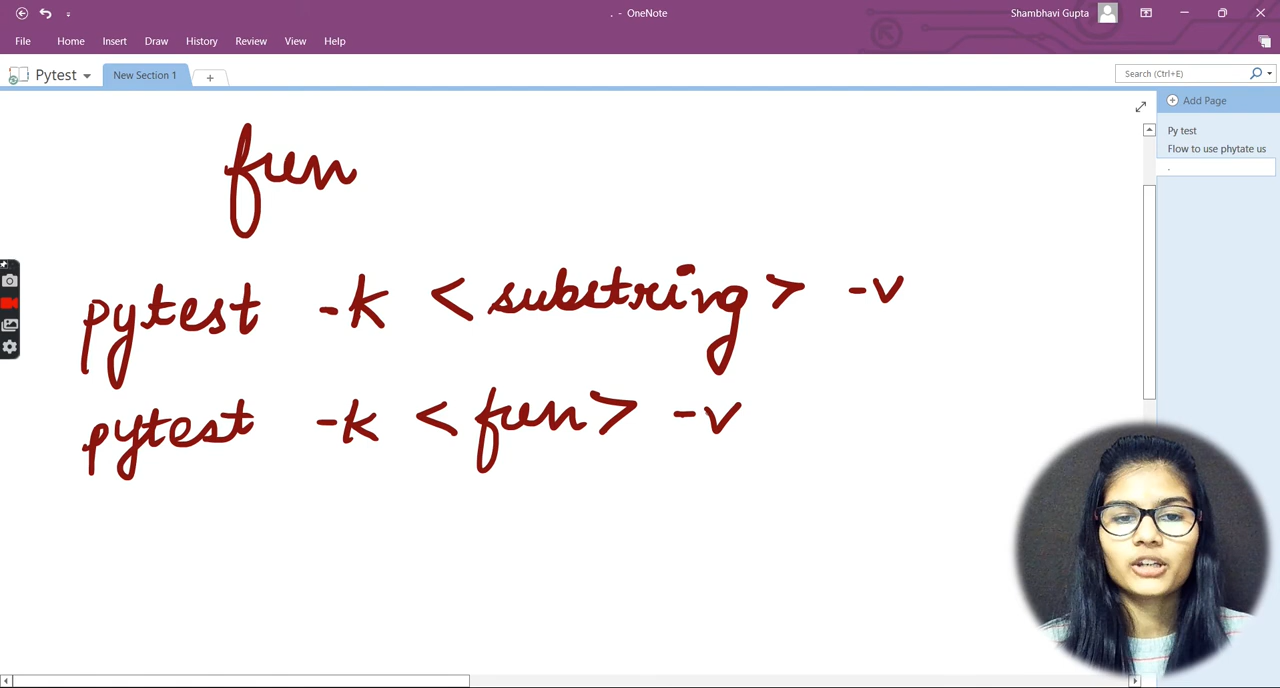 . - OneNote
Shambhavi Gupta
File Home Insert Draw History Review View Help
Pytest New Section 1 +
Search (Ctrl+E)
Add Page
Py test
Flow to use phytate us
.
fun
pytest -k <substring> -v
pytest -k <fun> -v